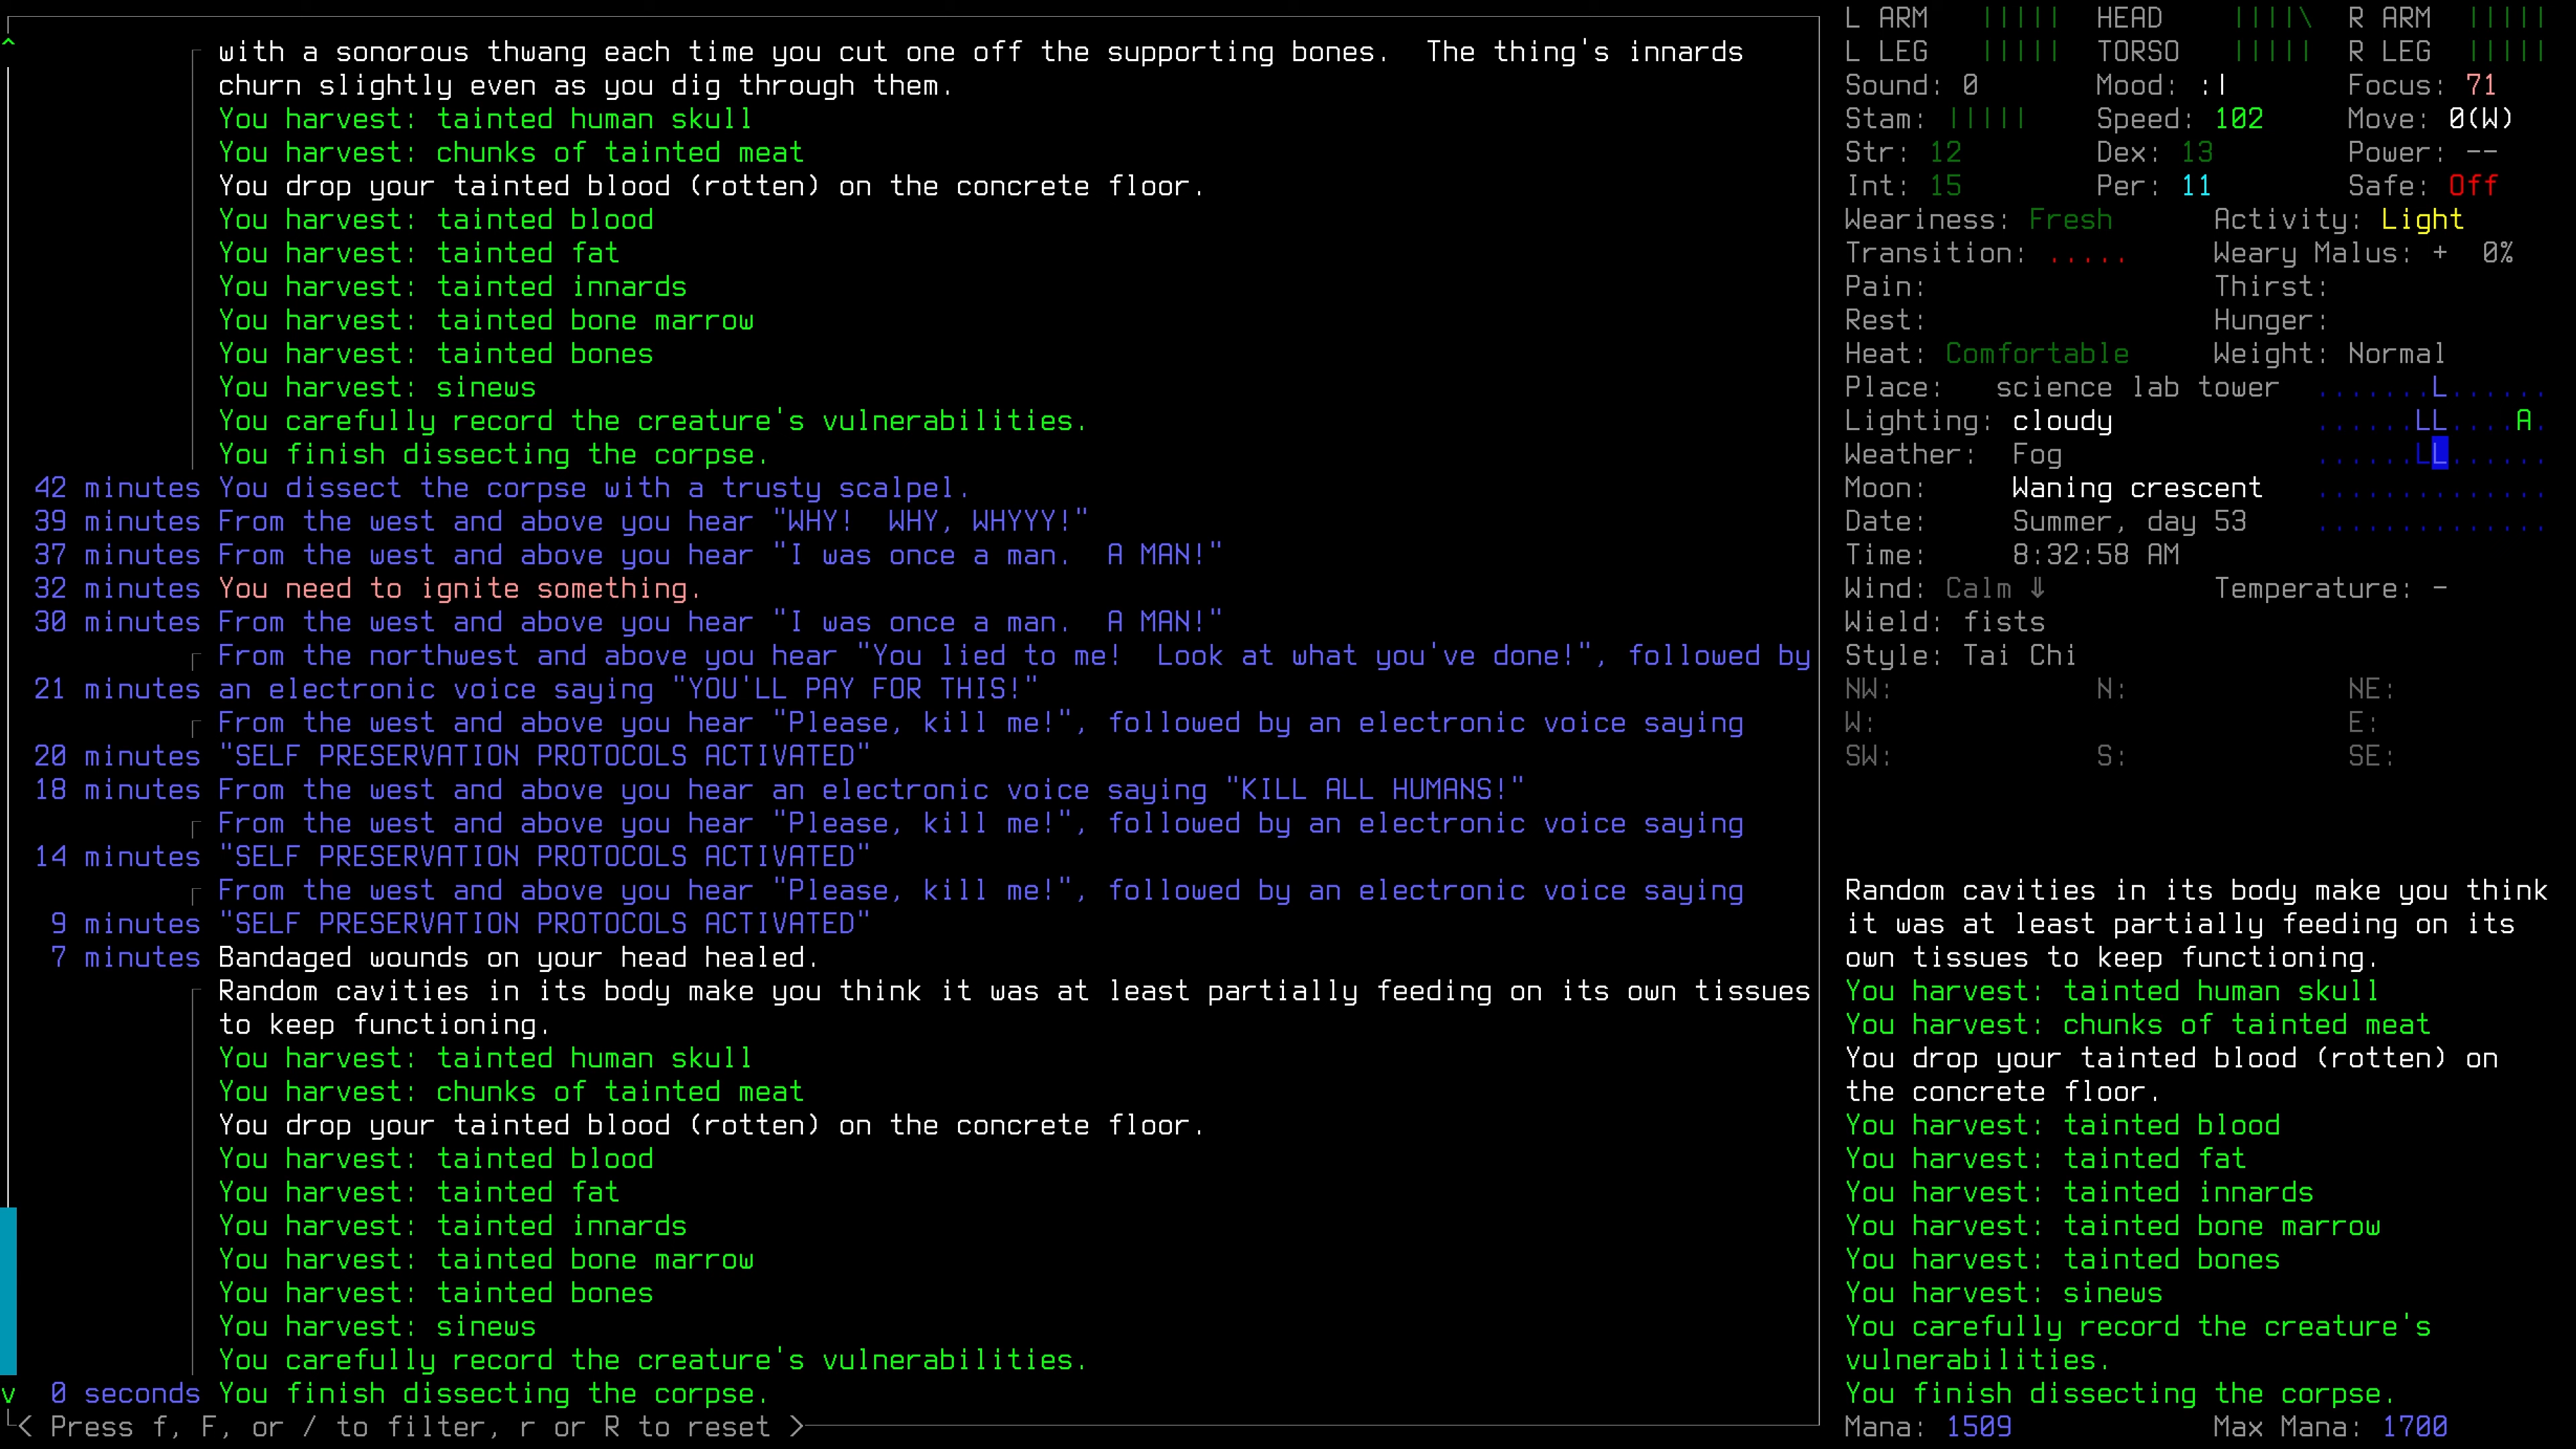 with a sonorous thwang each time you cut one off the supporting bones.  The thing's innards
churn slightly even as you dig through them.
You harvest: tainted human skull
You harvest: chunks of tainted meat
You drop your tainted blood (rotten) on the concrete floor.
You harvest: tainted blood
You harvest: tainted fat
You harvest: tainted innards
You harvest: tainted bone marrow
You harvest: tainted bones
You harvest: sinews
You carefully record the creature's vulnerabilities.
You finish dissecting the corpse.
42 minutes You dissect the corpse with a trusty scalpel.
39 minutes From the west and above you hear "WHY!  WHY, WHYYY!"
37 minutes From the west and above you hear "I was once a man.  A MAN!"
32 minutes You need to ignite something.
30 minutes From the west and above you hear "I was once a man.  A MAN!"
From the northwest and above you hear "You lied to me!  Look at what you've done!", followed by
21 minutes an electronic voice saying "YOU'LL PAY FOR THIS!"
From the west and above you hear "Please, kill me!", followed by an electronic voice saying
20 minutes "SELF PRESERVATION PROTOCOLS ACTIVATED"
18 minutes From the west and above you hear an electronic voice saying "KILL ALL HUMANS!"
From the west and above you hear "Please, kill me!", followed by an electronic voice saying
14 minutes "SELF PRESERVATION PROTOCOLS ACTIVATED"
From the west and above you hear "Please, kill me!", followed by an electronic voice saying
9 minutes "SELF PRESERVATION PROTOCOLS ACTIVATED"
7 minutes Bandaged wounds on your head healed.
Random cavities in its body make you think it was at least partially feeding on its own tissues
to keep functioning.
You harvest: tainted human skull
You harvest: chunks of tainted meat
You drop your tainted blood (rotten) on the concrete floor.
You harvest: tainted blood
You harvest: tainted fat
You harvest: tainted innards
You harvest: tainted bone marrow
You harvest: tainted bones
You harvest: sinews
You carefully record the creature's vulnerabilities.
v 0 seconds You finish dissecting the corpse.
< Press f, F, or / to filter, r or R to reset >
L ARM ||||| HEAD ||||\ R ARM |||||
L LEG ||||| TORSO ||||| R LEG |||||
Sound: 0 Mood: :| Focus: 71
Stam: ||||| Speed: 102 Move: 0(W)
Str: 12 Dex: 13 Power: --
Int: 15 Per: 11 Safe: Off
Weariness: Fresh Activity: Light
Transition: ..... Weary Malus: + 0%
Pain: Thirst:
Rest: Hunger:
Heat: Comfortable Weight: Normal
Place: science lab tower .......L......
Lighting: cloudy ......LL....A.
Weather: Fog ......LL......
Moon: Waning crescent ..............
Date: Summer, day 53 ..............
Time: 8:32:58 AM
Wind: Calm ⇓ Temperature: -
Wield: fists
Style: Tai Chi
NW: N: NE:
W: E:
SW: S: SE:
Random cavities in its body make you think
it was at least partially feeding on its
own tissues to keep functioning.
You harvest: tainted human skull
You harvest: chunks of tainted meat
You drop your tainted blood (rotten) on
the concrete floor.
You harvest: tainted blood
You harvest: tainted fat
You harvest: tainted innards
You harvest: tainted bone marrow
You harvest: tainted bones
You harvest: sinews
You carefully record the creature's
vulnerabilities.
You finish dissecting the corpse.
Mana: 1509 Max Mana: 1700